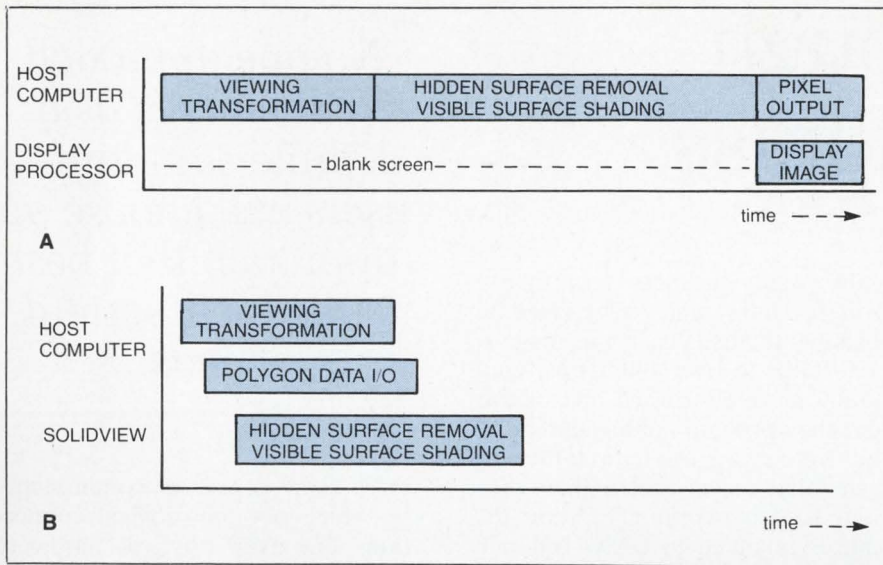 HOST
COMPUTER
VIEWING
TRANSFORMATION
HIDDEN SURFACE REMOVAL
VISIBLE SURFACE SHADING
PIXEL
OUTPUT
DISPLAY
PROCESSOR
blank screen
DISPLAY
IMAGE
time
A
HOST
COMPUTER
VIEWING
TRANSFORMATION
POLYGON DATA I/O
SOLIDVIEW
HIDDEN SURFACE REMOVAL
VISIBLE SURFACE SHADING
B
time